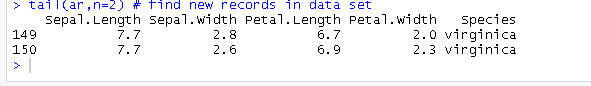 > tail(ar,n=2) # find new records in data set
    Sepal.Length Sepal.Width Petal.Length Petal.Width   Species
149          7.7         2.8          6.7         2.0 virginica
150          7.7         2.6          6.9         2.3 virginica
>